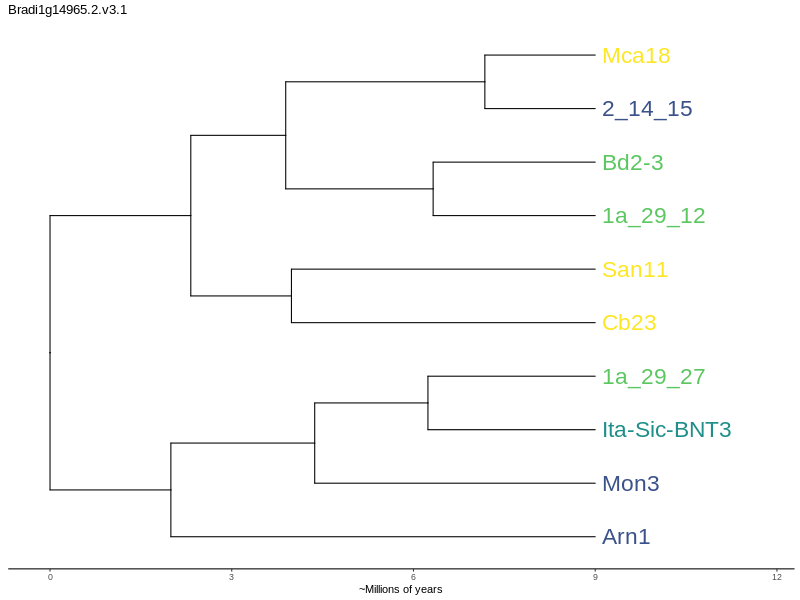 Bradi1g14965.2.v3.1
Mca18
2_14_15
Bd2-3
1a_29_12
San11
Cb23
1a_29_27
Ita-Sic-BNT3
Mon3
Arn1
0 3 6 9 12
~Millions of years